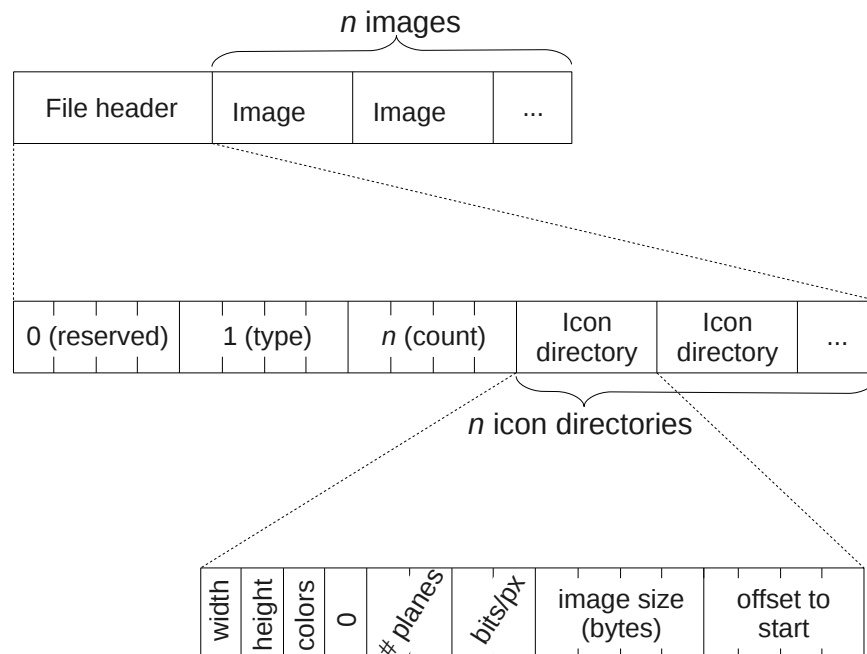 n images
File header
Image
Image
...
0 (reserved)
1 (type)
n (count)
Icon
directory
Icon
directory
...
n icon directories
width
height
colors
0
# planes
bits/px
image size
(bytes)
offset to
start